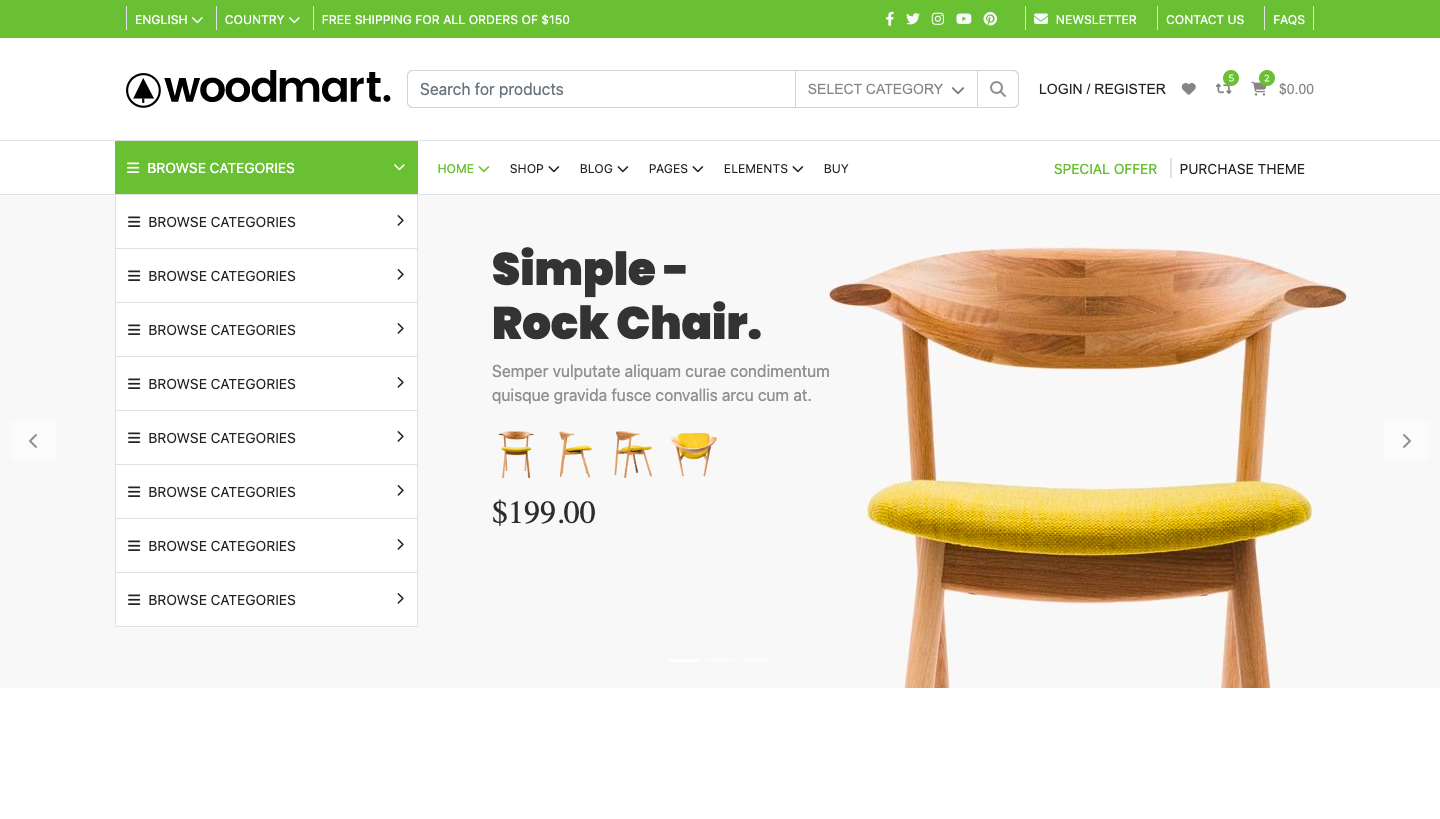 ENGLISH
COUNTRY
FREE SHIPPING FOR ALL ORDERS OF $150
NEWSLETTER
CONTACT US
FAQS
woodmart.
Search for products
SELECT CATEGORY
LOGIN / REGISTER
5
2
$0.00
BROWSE CATEGORIES
HOME
SHOP
BLOG
PAGES
ELEMENTS
BUY
SPECIAL OFFER
PURCHASE THEME
BROWSE CATEGORIES
BROWSE CATEGORIES
BROWSE CATEGORIES
BROWSE CATEGORIES
BROWSE CATEGORIES
BROWSE CATEGORIES
BROWSE CATEGORIES
BROWSE CATEGORIES
Simple -
Rock Chair.
Semper vulputate aliquam curae condimentum
quisque gravida fusce convallis arcu cum at.
$199.00